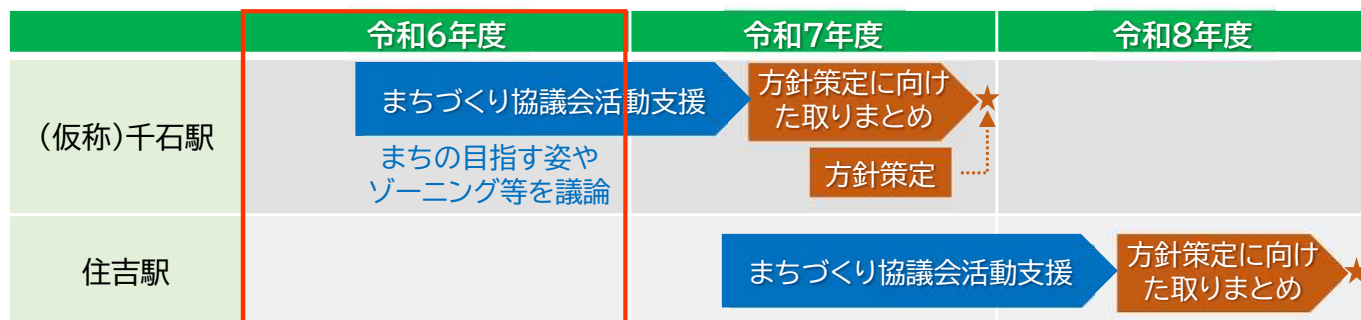 令和6年度
令和7年度
令和8年度
(仮称)千石駅
まちづくり協議会活動支援
方針策定に向け
た取りまとめ
まちの目指す姿や
ゾーニング等を議論
方針策定
住吉駅
まちづくり協議会活動支援
方針策定に向け
た取りまとめ